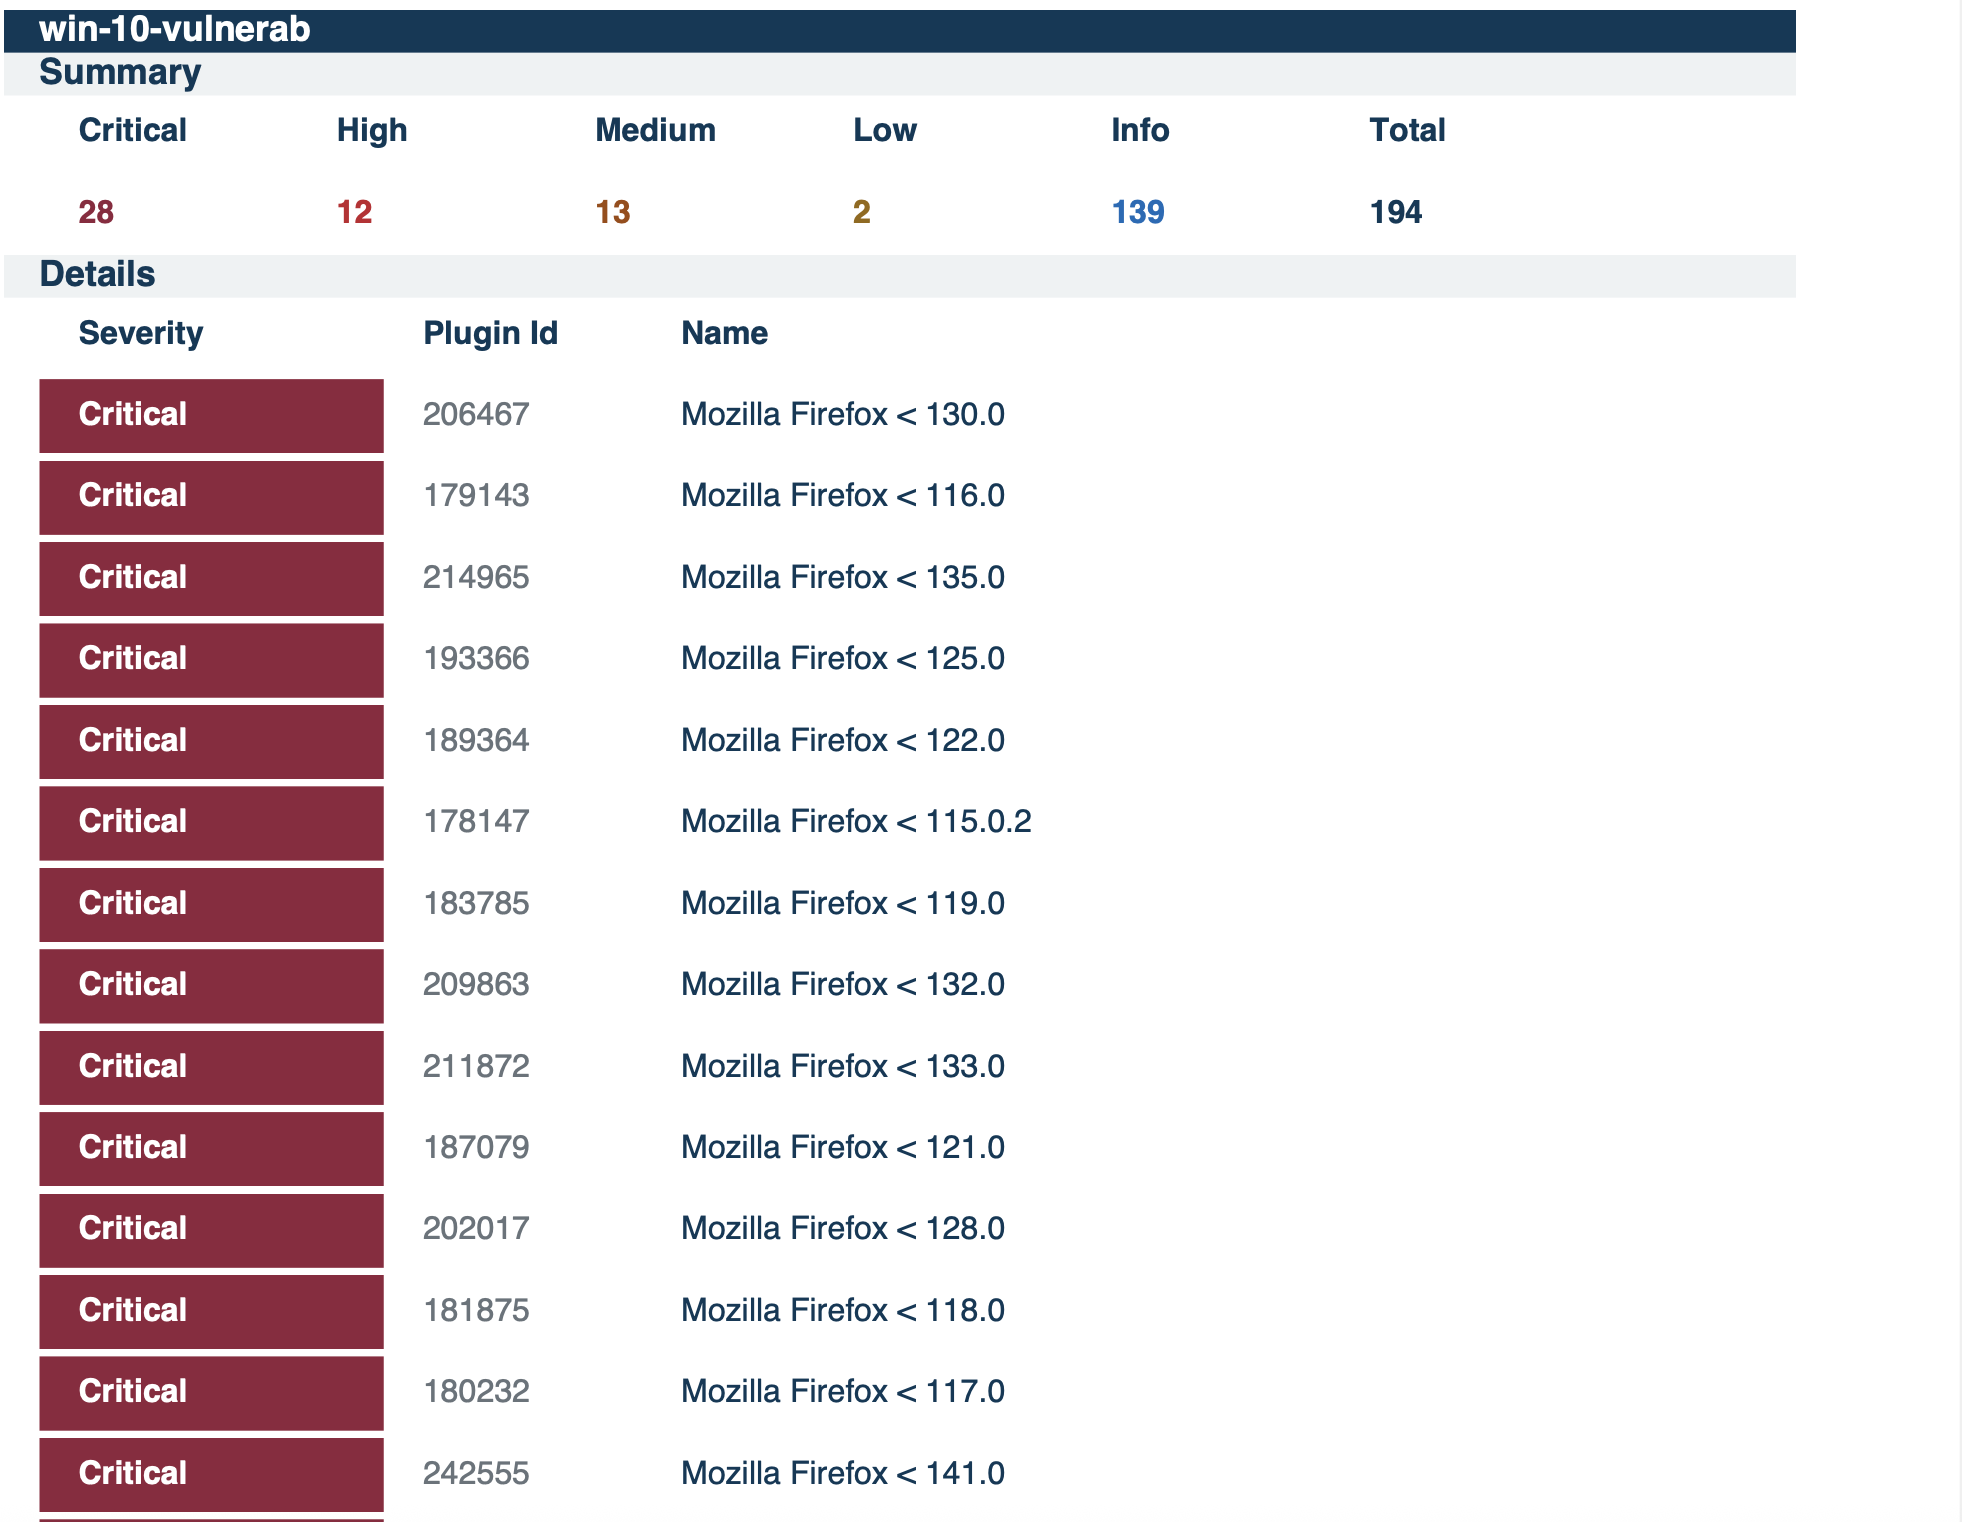 win-10-vulnerab
Summary
Critical High Medium Low Info Total
28 12 13 2 139 194
Details
Severity Plugin Id Name
Critical 206467 Mozilla Firefox < 130.0
Critical 179143 Mozilla Firefox < 116.0
Critical 214965 Mozilla Firefox < 135.0
Critical 193366 Mozilla Firefox < 125.0
Critical 189364 Mozilla Firefox < 122.0
Critical 178147 Mozilla Firefox < 115.0.2
Critical 183785 Mozilla Firefox < 119.0
Critical 209863 Mozilla Firefox < 132.0
Critical 211872 Mozilla Firefox < 133.0
Critical 187079 Mozilla Firefox < 121.0
Critical 202017 Mozilla Firefox < 128.0
Critical 181875 Mozilla Firefox < 118.0
Critical 180232 Mozilla Firefox < 117.0
Critical 242555 Mozilla Firefox < 141.0